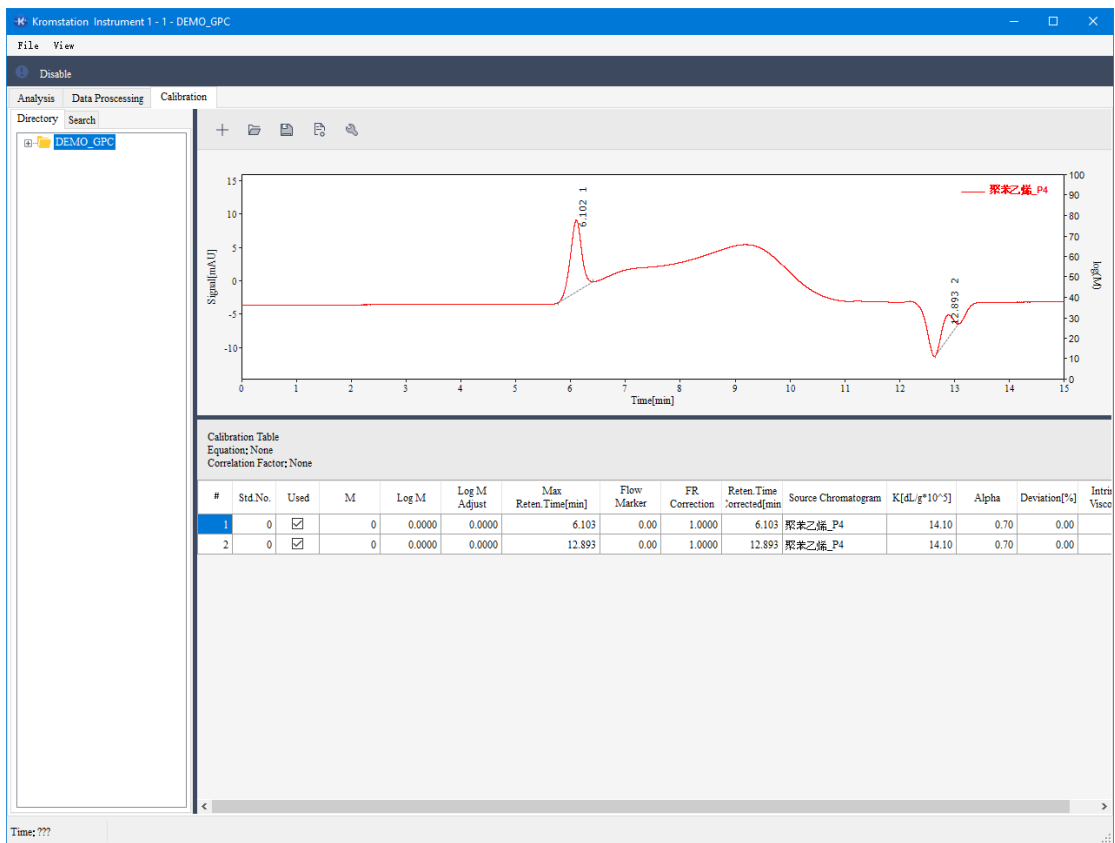 Kromstation Instrument 1 - 1 - DEMO_GPC
File View
Disable
Analysis Data Proscessing Calibration
Directory Search
DEMO_GPC
聚苯乙烯_P4
6.102 1
12.893 2
Signal[mAU]
15
10
5
0
-5
-10
100
90
80
70
60
50
40
30
20
10
0
log(M)
0 1 2 3 4 5 6 7 8 9 10 11 12 13 14 15
Time[min]
Calibration Table
Equation: None
Correlation Factor: None
# Std.No. Used M Log M Log M Adjust Max Reten.Time[min] Flow Marker FR Correction Reten.Time Corrected[min Source Chromatogram K[dL/g*10^5] Alpha Deviation[%] Intrin Visco
1 0 0 0.0000 0.0000 6.103 0.00 1.0000 6.103 聚苯乙烯_P4 14.10 0.70 0.00
2 0 0 0.0000 0.0000 12.893 0.00 1.0000 12.893 聚苯乙烯_P4 14.10 0.70 0.00
Time: ???